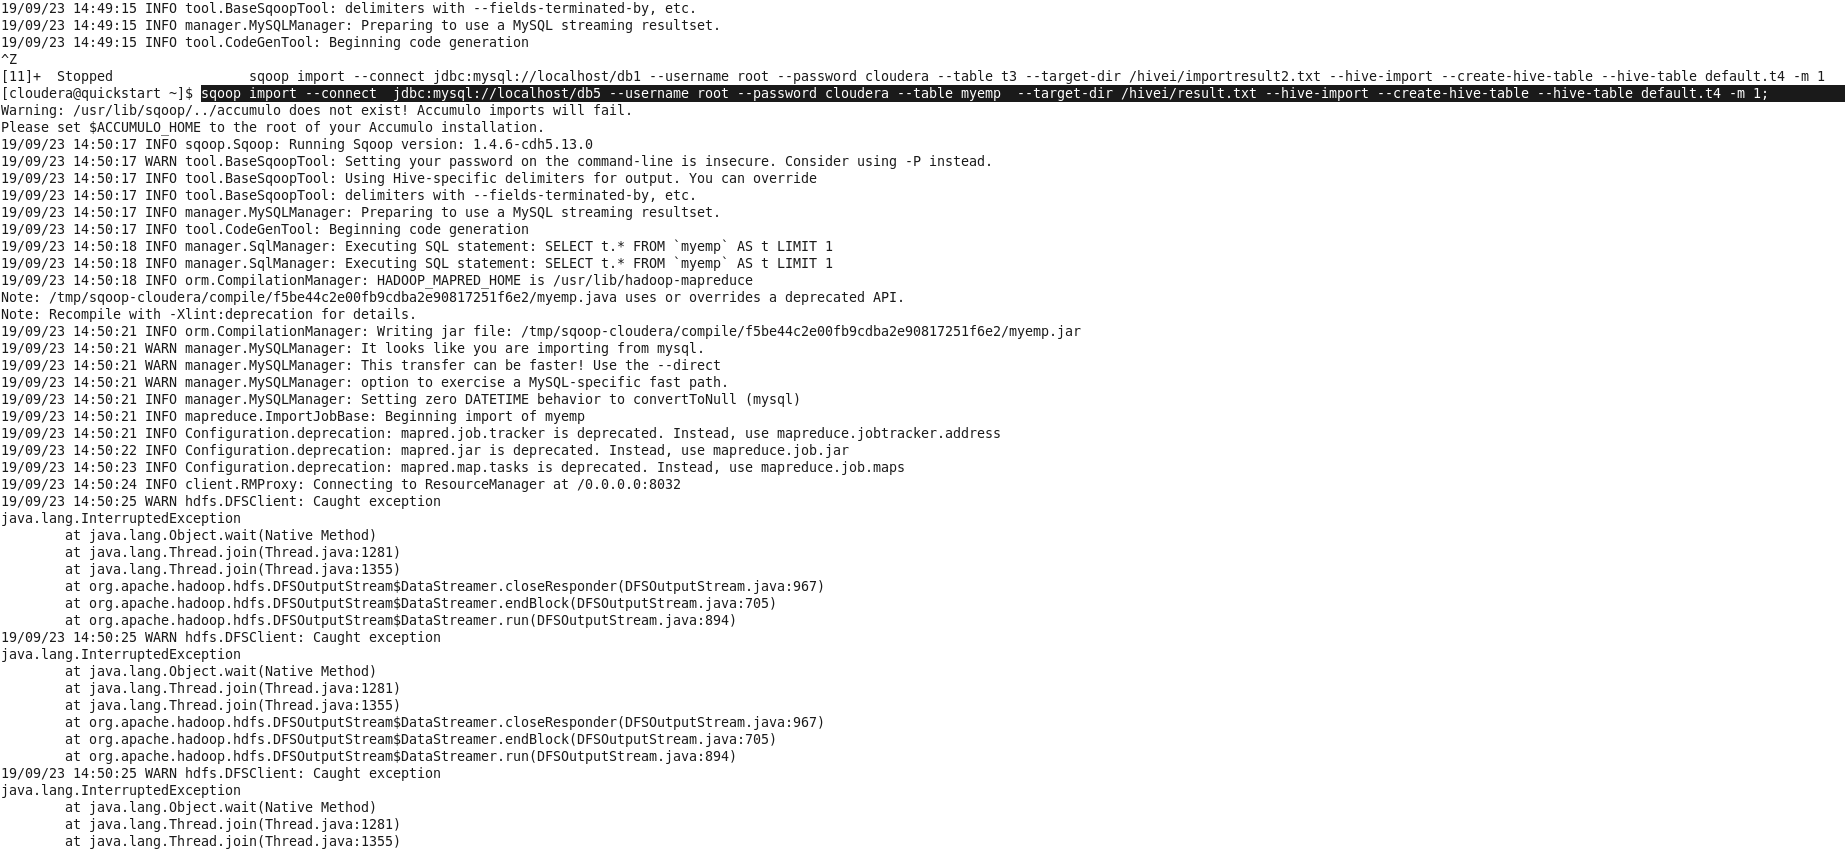 19/09/23 14:49:15 INFO tool.BaseSqoopTool: delimiters with --fields-terminated-by, etc.
19/09/23 14:49:15 INFO manager.MySQLManager: Preparing to use a MySQL streaming resultset.
19/09/23 14:49:15 INFO tool.CodeGenTool: Beginning code generation
^Z
[11]+  Stopped                 sqoop import --connect jdbc:mysql://localhost/db1 --username root --password cloudera --table t3 --target-dir /hivei/importresult2.txt --hive-import --create-hive-table --hive-table default.t4 -m 1
[cloudera@quickstart ~]$ sqoop import --connect  jdbc:mysql://localhost/db5 --username root --password cloudera --table myemp  --target-dir /hivei/result.txt --hive-import --create-hive-table --hive-table default.t4 -m 1;
Warning: /usr/lib/sqoop/../accumulo does not exist! Accumulo imports will fail.
Please set $ACCUMULO_HOME to the root of your Accumulo installation.
19/09/23 14:50:17 INFO sqoop.Sqoop: Running Sqoop version: 1.4.6-cdh5.13.0
19/09/23 14:50:17 WARN tool.BaseSqoopTool: Setting your password on the command-line is insecure. Consider using -P instead.
19/09/23 14:50:17 INFO tool.BaseSqoopTool: Using Hive-specific delimiters for output. You can override
19/09/23 14:50:17 INFO tool.BaseSqoopTool: delimiters with --fields-terminated-by, etc.
19/09/23 14:50:17 INFO manager.MySQLManager: Preparing to use a MySQL streaming resultset.
19/09/23 14:50:17 INFO tool.CodeGenTool: Beginning code generation
19/09/23 14:50:18 INFO manager.SqlManager: Executing SQL statement: SELECT t.* FROM `myemp` AS t LIMIT 1
19/09/23 14:50:18 INFO manager.SqlManager: Executing SQL statement: SELECT t.* FROM `myemp` AS t LIMIT 1
19/09/23 14:50:18 INFO orm.CompilationManager: HADOOP_MAPRED_HOME is /usr/lib/hadoop-mapreduce
Note: /tmp/sqoop-cloudera/compile/f5be44c2e00fb9cdba2e90817251f6e2/myemp.java uses or overrides a deprecated API.
Note: Recompile with -Xlint:deprecation for details.
19/09/23 14:50:21 INFO orm.CompilationManager: Writing jar file: /tmp/sqoop-cloudera/compile/f5be44c2e00fb9cdba2e90817251f6e2/myemp.jar
19/09/23 14:50:21 WARN manager.MySQLManager: It looks like you are importing from mysql.
19/09/23 14:50:21 WARN manager.MySQLManager: This transfer can be faster! Use the --direct
19/09/23 14:50:21 WARN manager.MySQLManager: option to exercise a MySQL-specific fast path.
19/09/23 14:50:21 INFO manager.MySQLManager: Setting zero DATETIME behavior to convertToNull (mysql)
19/09/23 14:50:21 INFO mapreduce.ImportJobBase: Beginning import of myemp
19/09/23 14:50:21 INFO Configuration.deprecation: mapred.job.tracker is deprecated. Instead, use mapreduce.jobtracker.address
19/09/23 14:50:22 INFO Configuration.deprecation: mapred.jar is deprecated. Instead, use mapreduce.job.jar
19/09/23 14:50:23 INFO Configuration.deprecation: mapred.map.tasks is deprecated. Instead, use mapreduce.job.maps
19/09/23 14:50:24 INFO client.RMProxy: Connecting to ResourceManager at /0.0.0.0:8032
19/09/23 14:50:25 WARN hdfs.DFSClient: Caught exception
java.lang.InterruptedException
        at java.lang.Object.wait(Native Method)
        at java.lang.Thread.join(Thread.java:1281)
        at java.lang.Thread.join(Thread.java:1355)
        at org.apache.hadoop.hdfs.DFSOutputStream$DataStreamer.closeResponder(DFSOutputStream.java:967)
        at org.apache.hadoop.hdfs.DFSOutputStream$DataStreamer.endBlock(DFSOutputStream.java:705)
        at org.apache.hadoop.hdfs.DFSOutputStream$DataStreamer.run(DFSOutputStream.java:894)
19/09/23 14:50:25 WARN hdfs.DFSClient: Caught exception
java.lang.InterruptedException
        at java.lang.Object.wait(Native Method)
        at java.lang.Thread.join(Thread.java:1281)
        at java.lang.Thread.join(Thread.java:1355)
        at org.apache.hadoop.hdfs.DFSOutputStream$DataStreamer.closeResponder(DFSOutputStream.java:967)
        at org.apache.hadoop.hdfs.DFSOutputStream$DataStreamer.endBlock(DFSOutputStream.java:705)
        at org.apache.hadoop.hdfs.DFSOutputStream$DataStreamer.run(DFSOutputStream.java:894)
19/09/23 14:50:25 WARN hdfs.DFSClient: Caught exception
java.lang.InterruptedException
        at java.lang.Object.wait(Native Method)
        at java.lang.Thread.join(Thread.java:1281)
        at java.lang.Thread.join(Thread.java:1355)